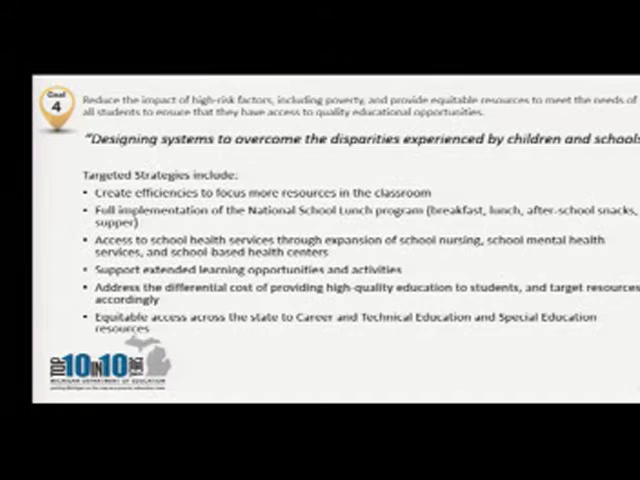 Goal
4
Reduce the impact of high-risk factors, including poverty, and provide equitable resources to meet the needs of
all students to ensure that they have access to quality educational opportunities.
"Designing systems to overcome the disparities experienced by children and schools
Targeted Strategies include:
• Create efficiencies to focus more resources in the classroom
• Full implementation of the National School Lunch program (breakfast, lunch, after-school snacks,
supper)
• Access to school health services through expansion of school nursing, school mental health
services, and school-based health centers
• Support extended learning opportunities and activities
• Address the differential cost of providing high-quality education to students, and target resources
accordingly
• Equitable access across the state to Career and Technical Education and Special Education
resources
TOP 10 IN 10
MICHIGAN DEPARTMENT OF EDUCATION